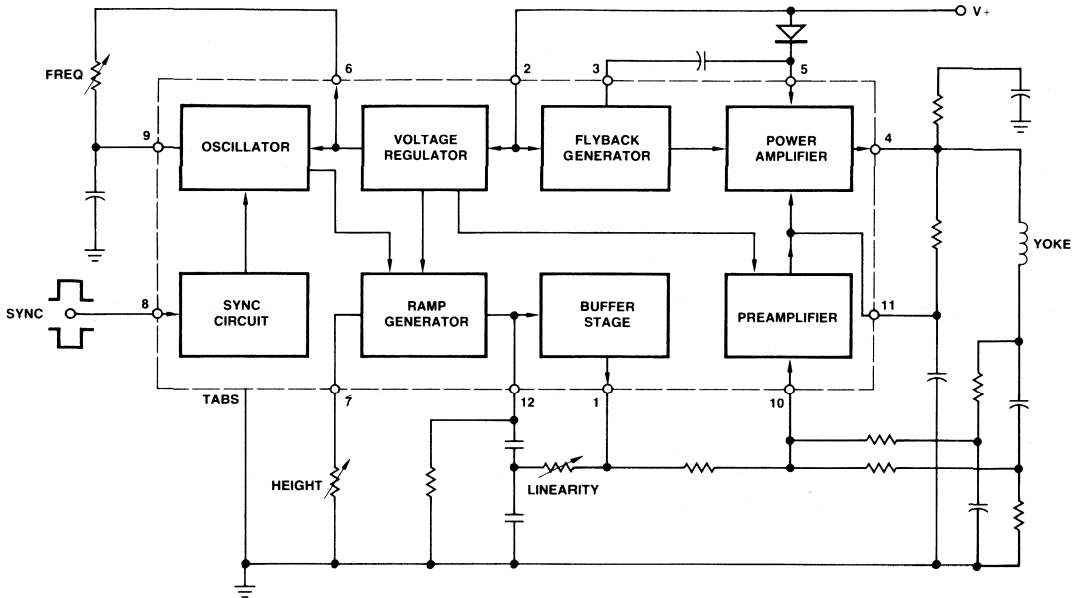 V+
FREQ
6
2
3
5
9
OSCILLATOR
VOLTAGE
REGULATOR
FLYBACK
GENERATOR
POWER
AMPLIFIER
4
YOKE
SYNC
8
SYNC
CIRCUIT
RAMP
GENERATOR
BUFFER
STAGE
PREAMPLIFIER
11
TABS
7
12
1
10
HEIGHT
LINEARITY